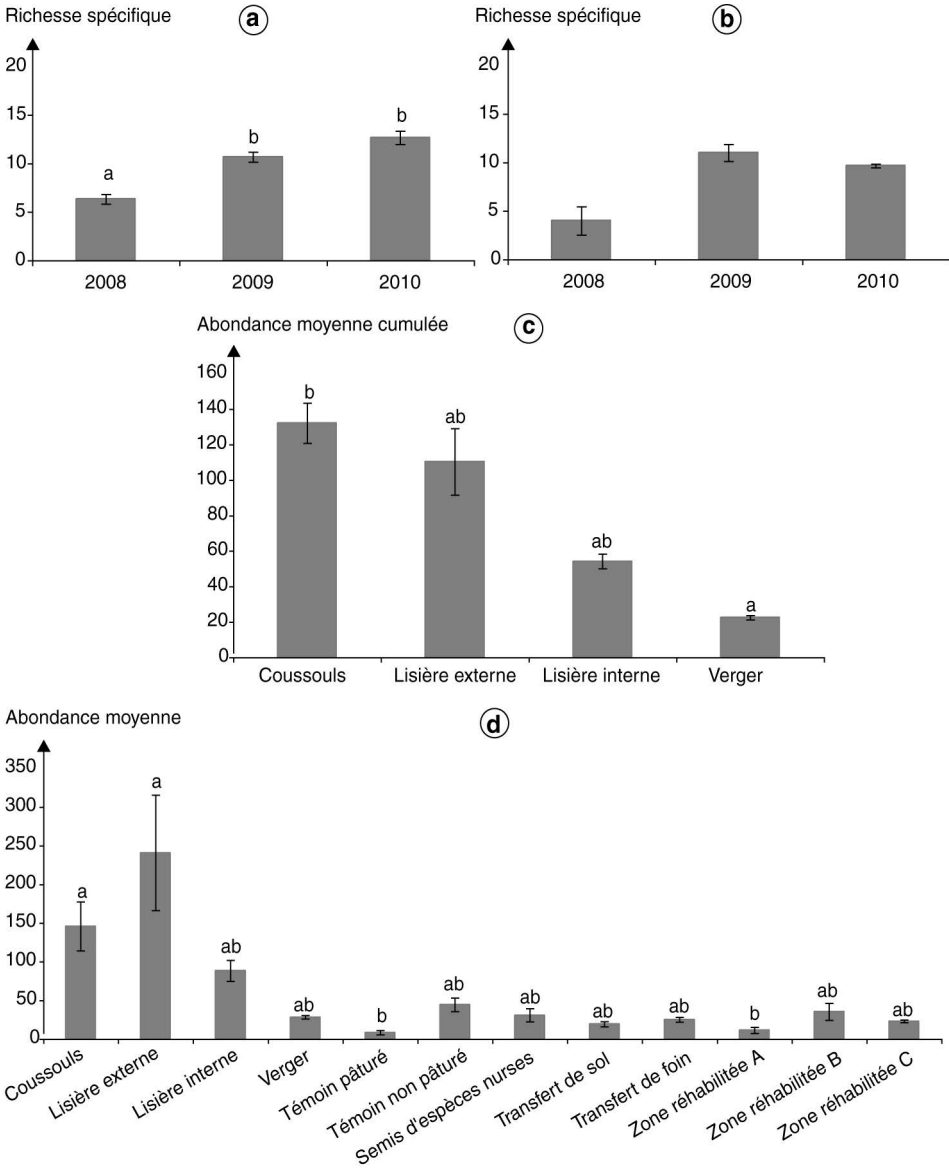 Richesse spécifique
a
20
15
10
5
0
a
b
b
2008
2009
2010
Richesse spécifique
b
20
15
10
5
0
2008
2009
2010
Abondance moyenne cumulée
c
160
140
120
100
80
60
40
20
0
b
ab
ab
a
Coussouls
Lisière externe
Lisière interne
Verger
Abondance moyenne
d
350
300
250
200
150
100
50
0
a
a
ab
ab
b
ab
ab
ab
ab
b
ab
ab
Coussouls
Lisière externe
Lisière interne
Verger
Témoin pâturé
Témoin non pâturé
Semis d'espèces nurses
Transfert de sol
Transfert de foin
Zone réhabilitée A
Zone réhabilitée B
Zone réhabilitée C